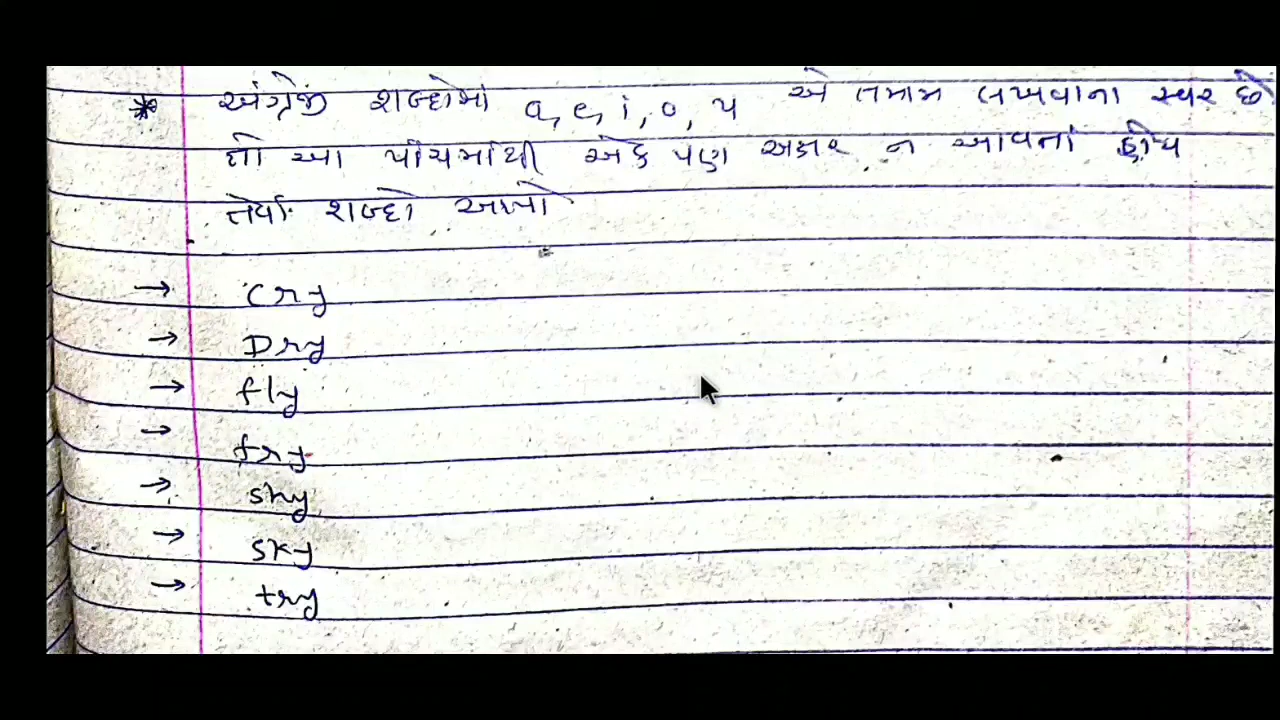 * અંગ્રેજી શબ્દોમાં a, e, i, o, u એ તમામ લખવાના સ્વર છે
તો આ પાંચમાંથી એક પણ અક્ષર ન આવતાં હોય
તેવા શબ્દો આપો
→ Cry
→ Dry
→ fly
→ fry
→ shy
→ sky
→ try